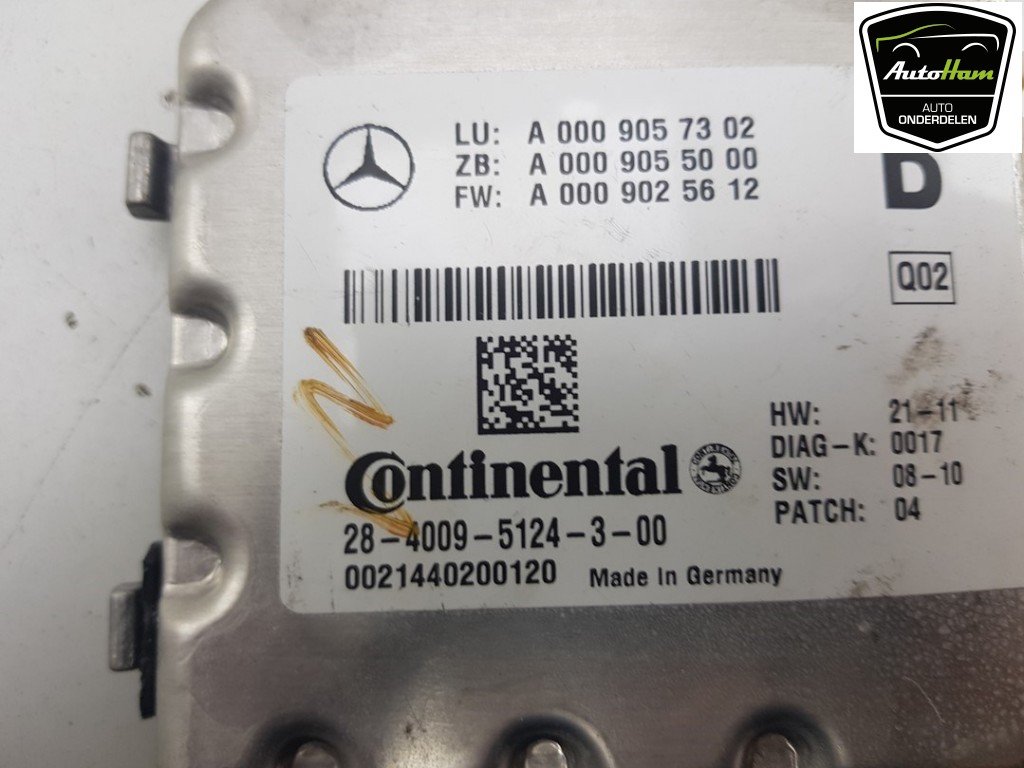 AutoHam
AUTO
ONDERDELEN
LU: A 000 905 73 02
ZB: A 000 905 50 00
FW: A 000 902 56 12
Q02
HW: 21-11
DIAG-K: 0017
SW: 08-10
PATCH: 04
Continental
28-4009-5124-3-00
0021440200120 Made in Germany